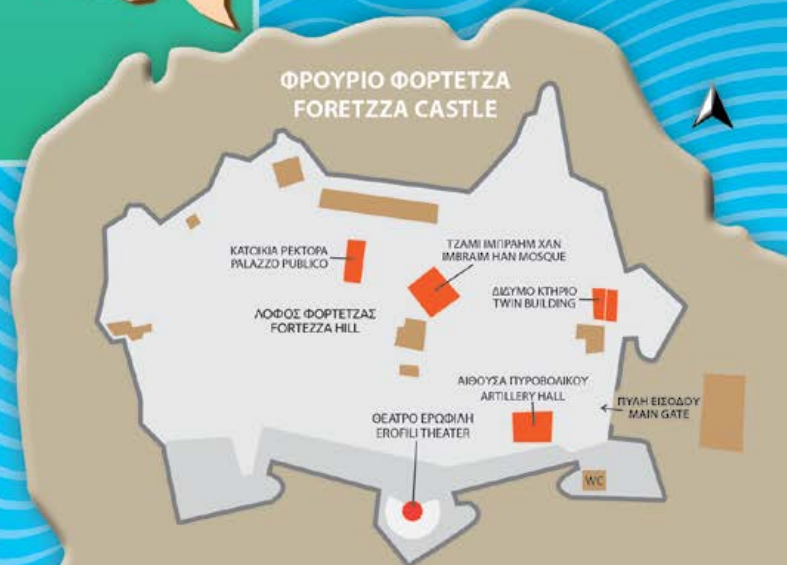 ΦΡΟΥΡΙΟ ΦΟΡΤΕΤΖΑ
FORETZZA CASTLE
ΚΑΤΟΙΚΙΑ ΡΕΚΤΟΡΑ
PALAZZO PUBLICO
ΤΖΑΜΙ ΙΜΠΡΑΗΜ ΧΑΝ
IMBRAIM HAN MOSQUE
ΔΙΔΥΜΟ ΚΤΗΡΙΟ
TWIN BUILDING
ΛΟΦΟΣ ΦΟΡΤΕΤΖΑΣ
FORTEZZA HILL
ΑΙΘΟΥΣΑ ΠΥΡΟΒΟΛΙΚΟΥ
ARTILLERY HALL
ΠΥΛΗ ΕΙΣΟΔΟΥ
MAIN GATE
ΘΕΑΤΡΟ ΕΡΩΦΙΛΗ
EROFILI THEATER
WC